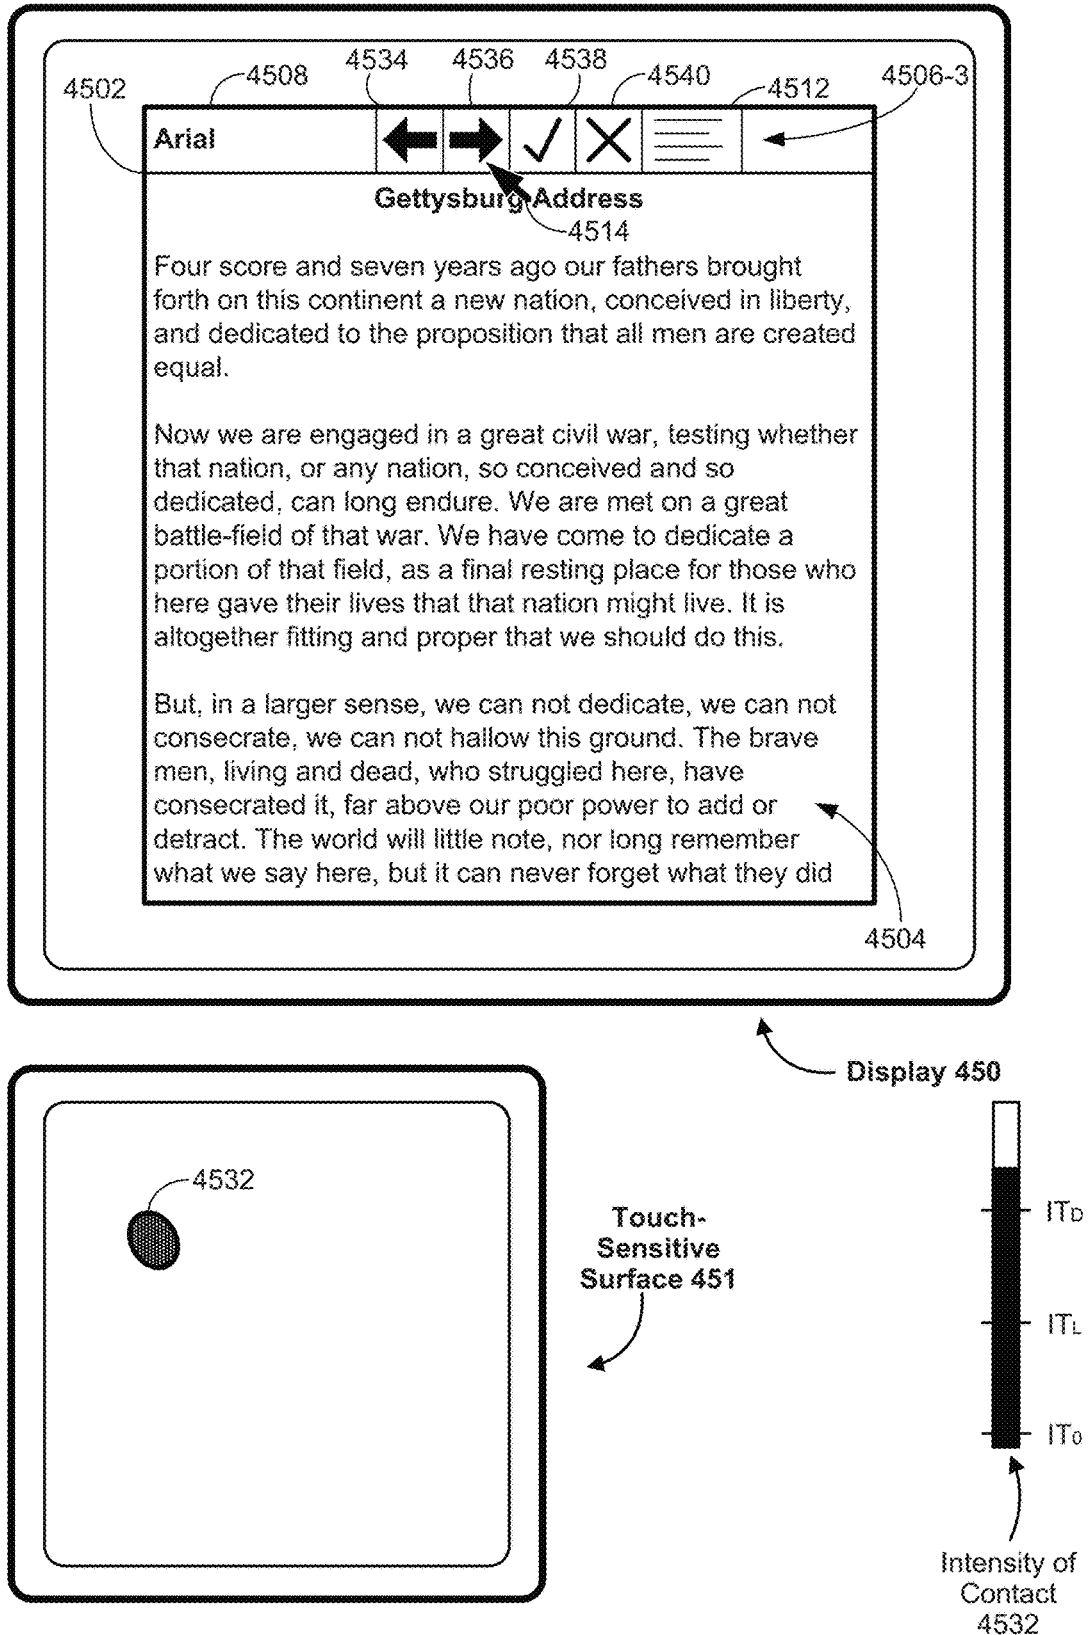 4534 4536 4538
4502 4508 4540 4512 4506-3
Arial
Gettysburg Address
4514
Four score and seven years ago our fathers brought
forth on this continent a new nation, conceived in liberty,
and dedicated to the proposition that all men are created
equal.
Now we are engaged in a great civil war, testing whether
that nation, or any nation, so conceived and so
dedicated, can long endure. We are met on a great
battle-field of that war. We have come to dedicate a
portion of that field, as a final resting place for those who
here gave their lives that that nation might live. It is
altogether fitting and proper that we should do this.
But, in a larger sense, we can not dedicate, we can not
consecrate, we can not hallow this ground. The brave
men, living and dead, who struggled here, have
consecrated it, far above our poor power to add or
detract. The world will little note, nor long remember
what we say here, but it can never forget what they did
4504
Display 450
4532
Touch-
Sensitive
Surface 451
ITD
ITL
IT0
Intensity of
Contact
4532